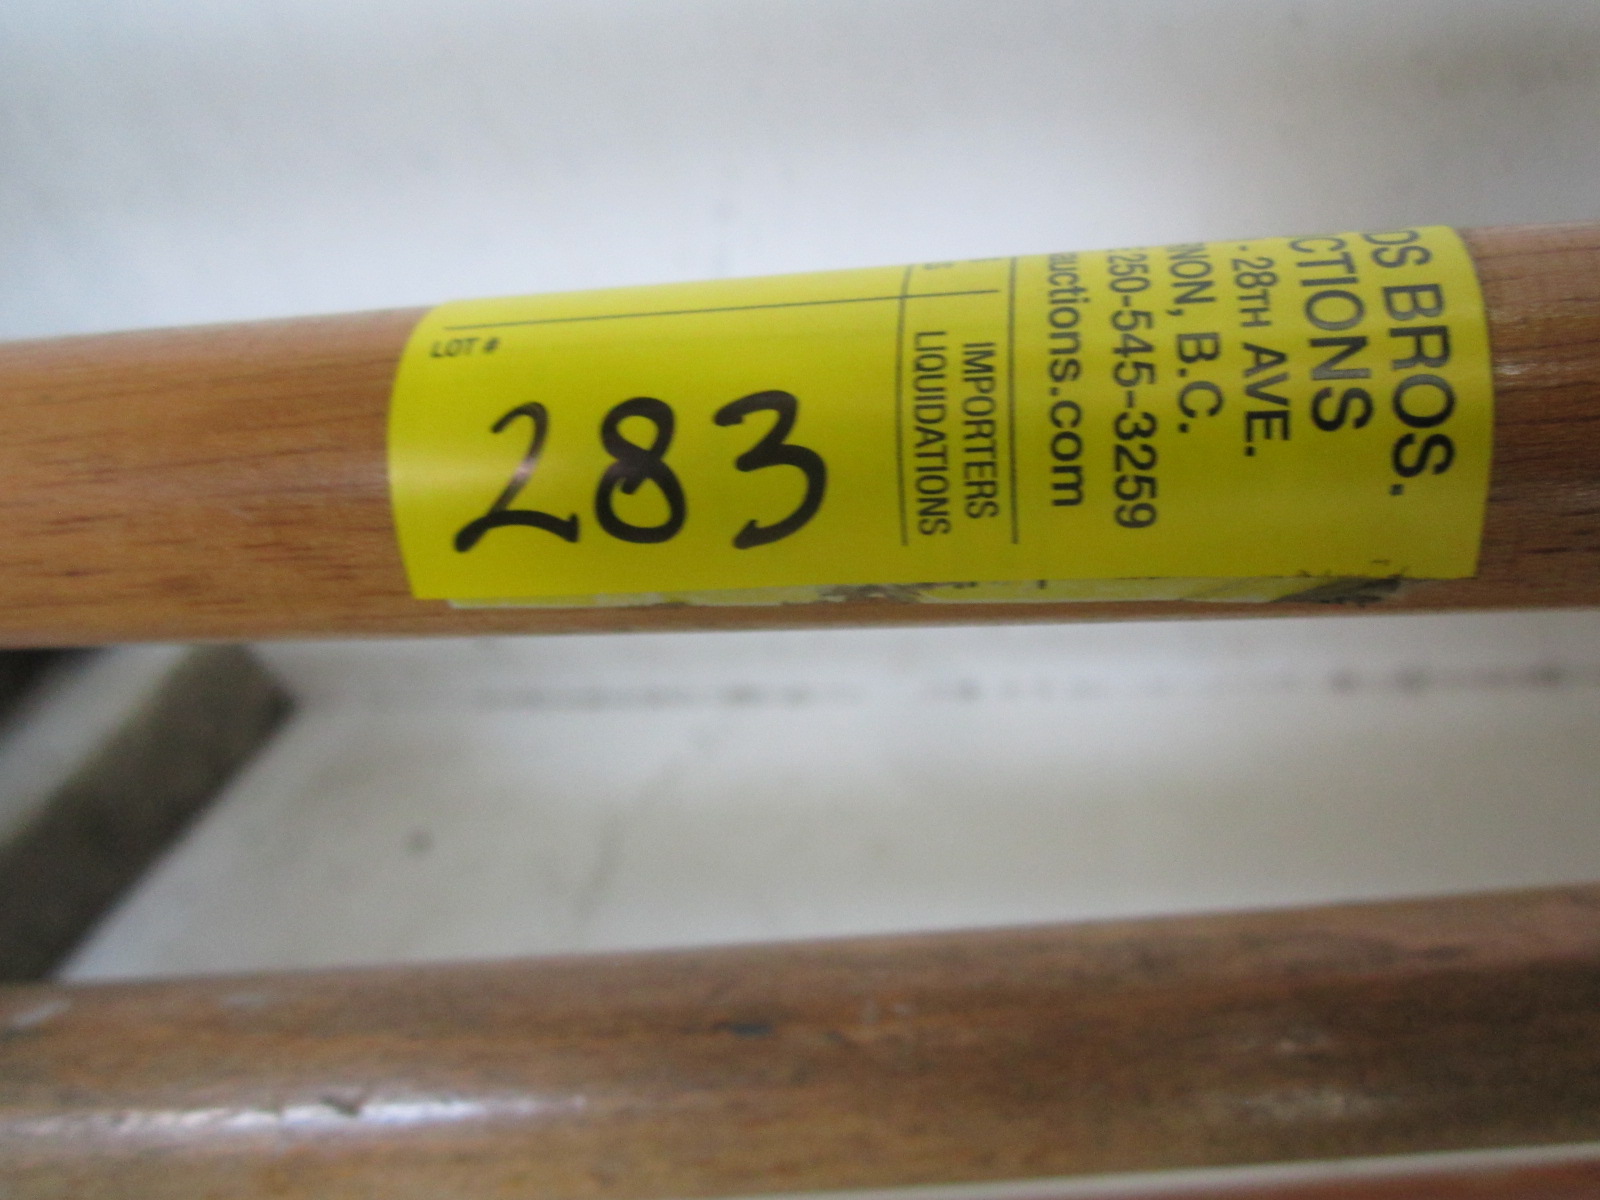 DS BROS.
CTIONS
- 28TH AVE.
NON, B.C.
250-545-3259
auctions.com
IMPORTERS
LIQUIDATIONS
LOT #
283